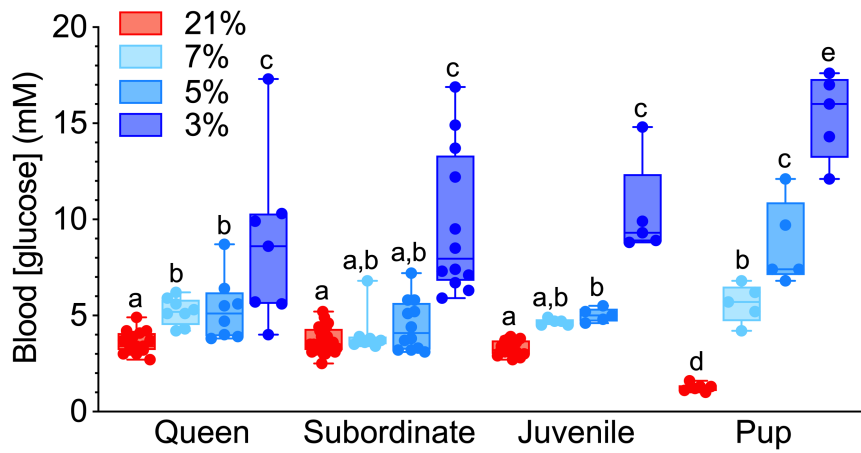 Blood [glucose] (mM)
20
15
10
5
0
21%
7%
5%
3%
a
b
b
c
a
a,b
a,b
c
a
a,b
b
c
d
b
c
e
Queen
Subordinate
Juvenile
Pup